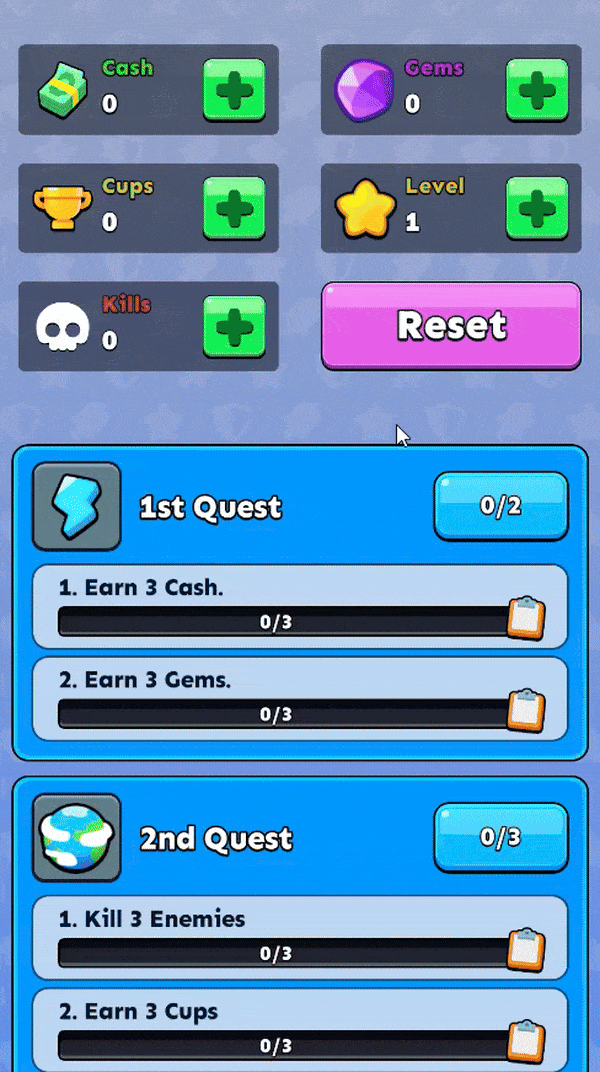 Cash
0
Gems
0
Cups
0
Level
1
Kills
0
Reset
1st Quest
0/2
1. Earn 3 Cash.
0/3
2. Earn 3 Gems.
0/3
2nd Quest
0/3
1. Kill 3 Enemies
0/3
2. Earn 3 Cups
0/3